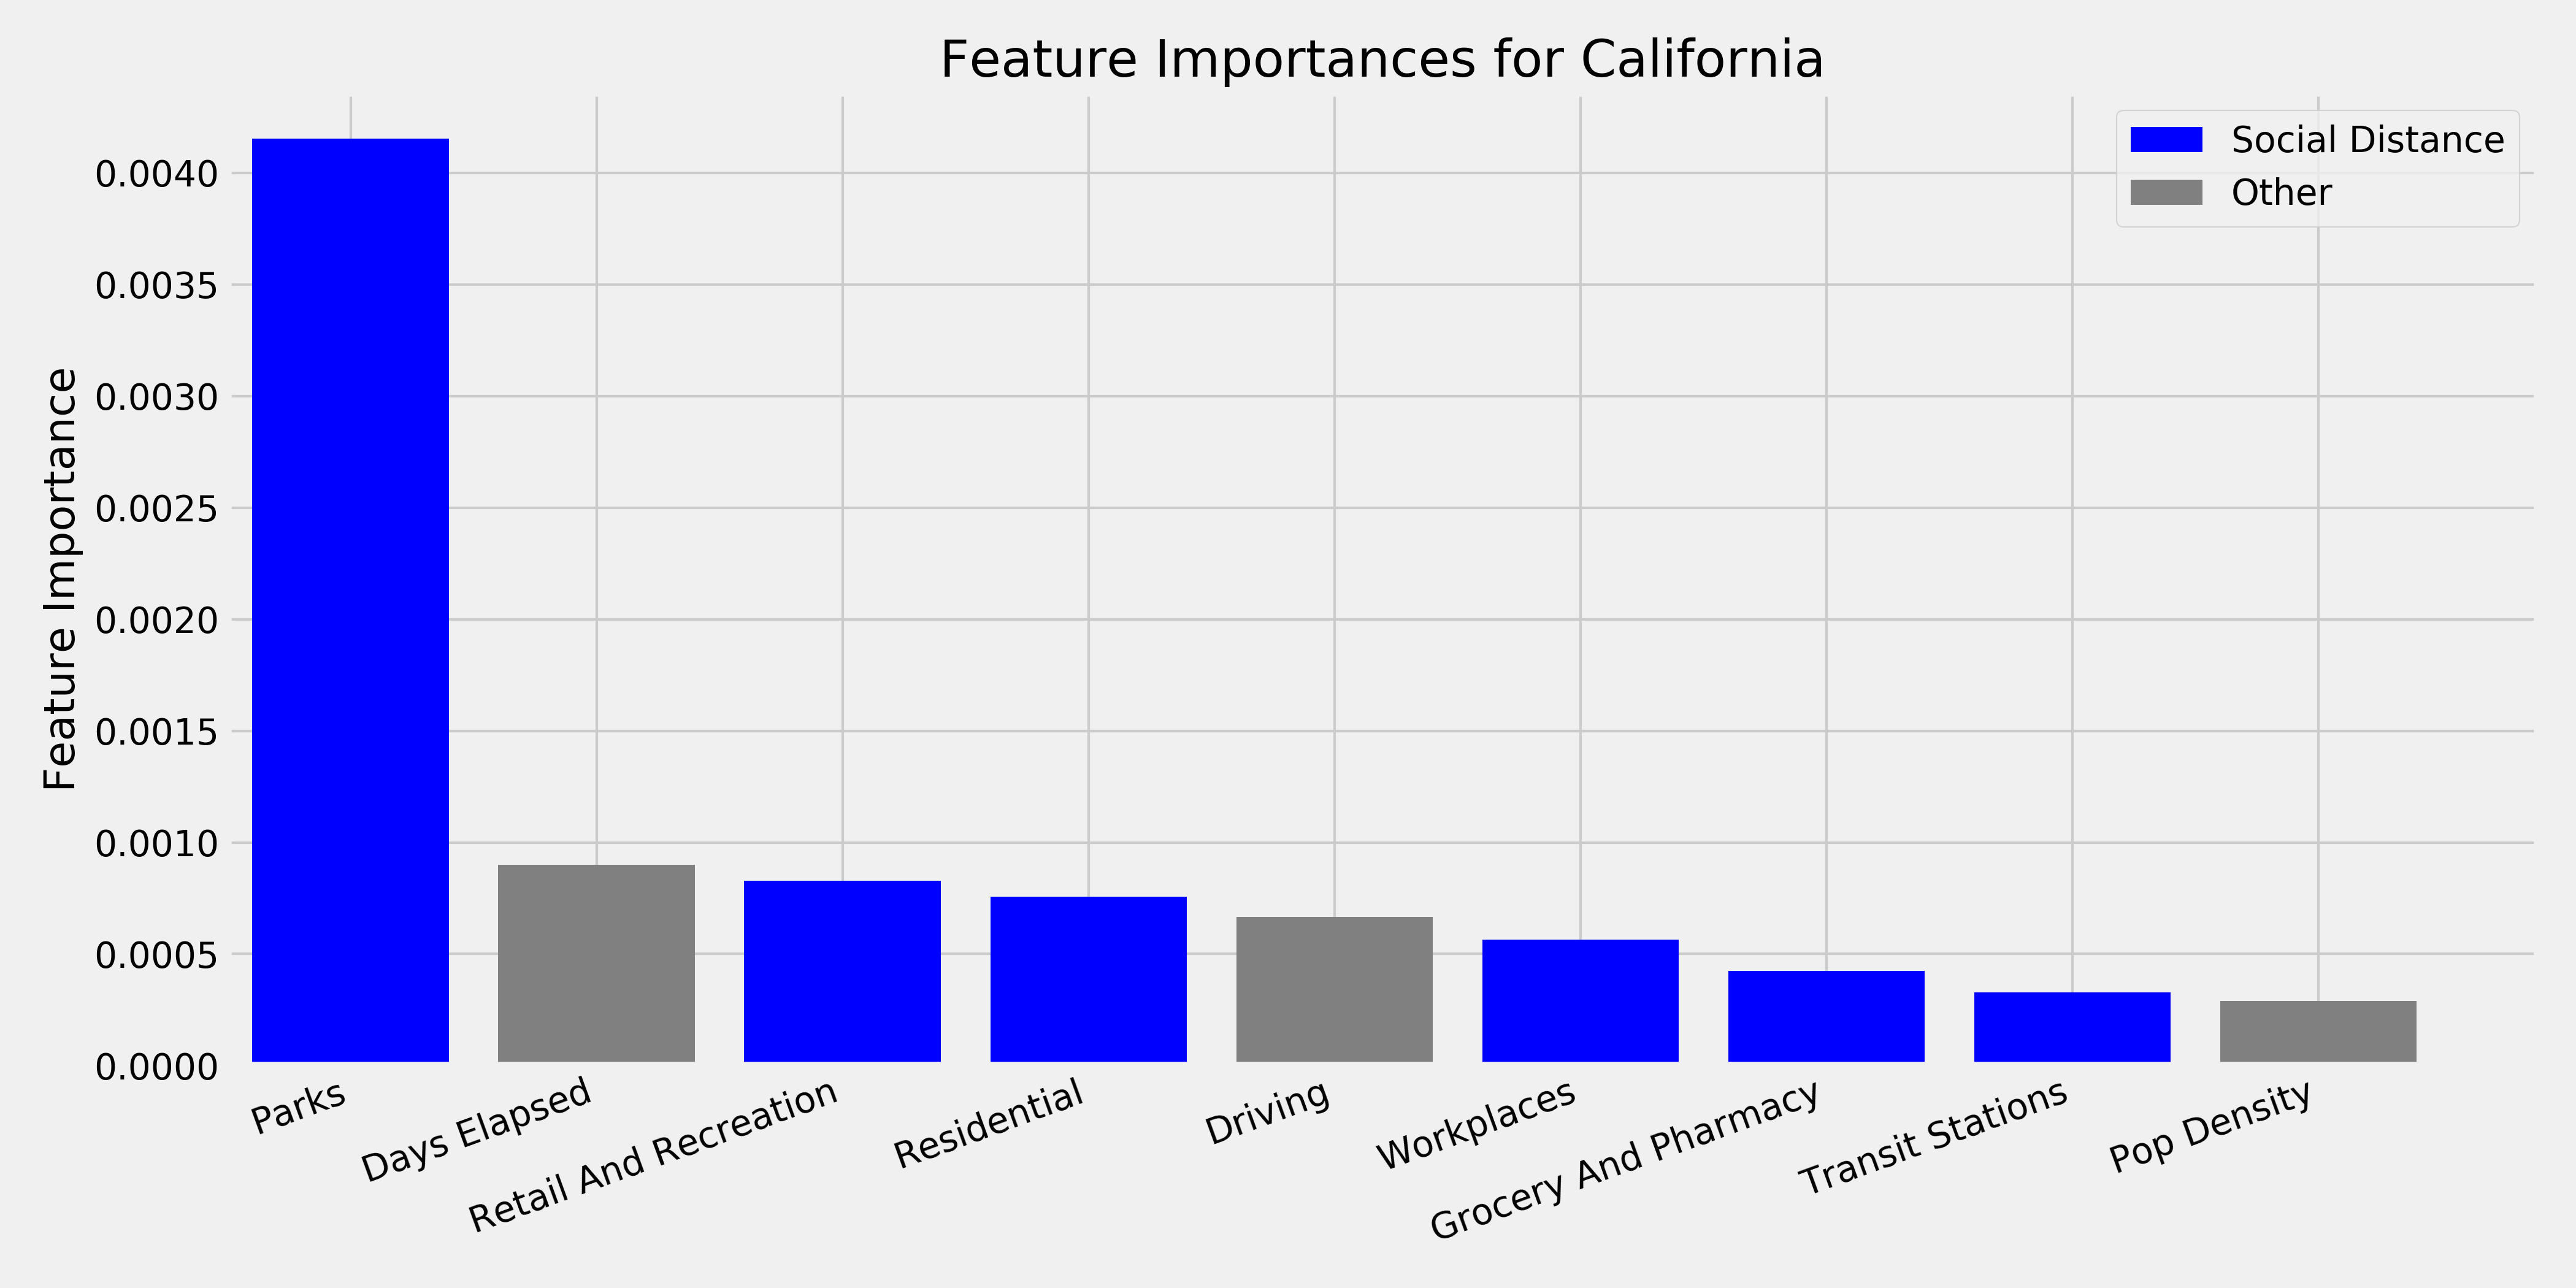 Feature Importances for California
Social Distance
Other
Feature Importance
0.0040
0.0035
0.0030
0.0025
0.0020
0.0015
0.0010
0.0005
0.0000
Parks
Days Elapsed
Retail And Recreation
Residential
Driving
Workplaces
Grocery And Pharmacy
Transit Stations
Pop Density